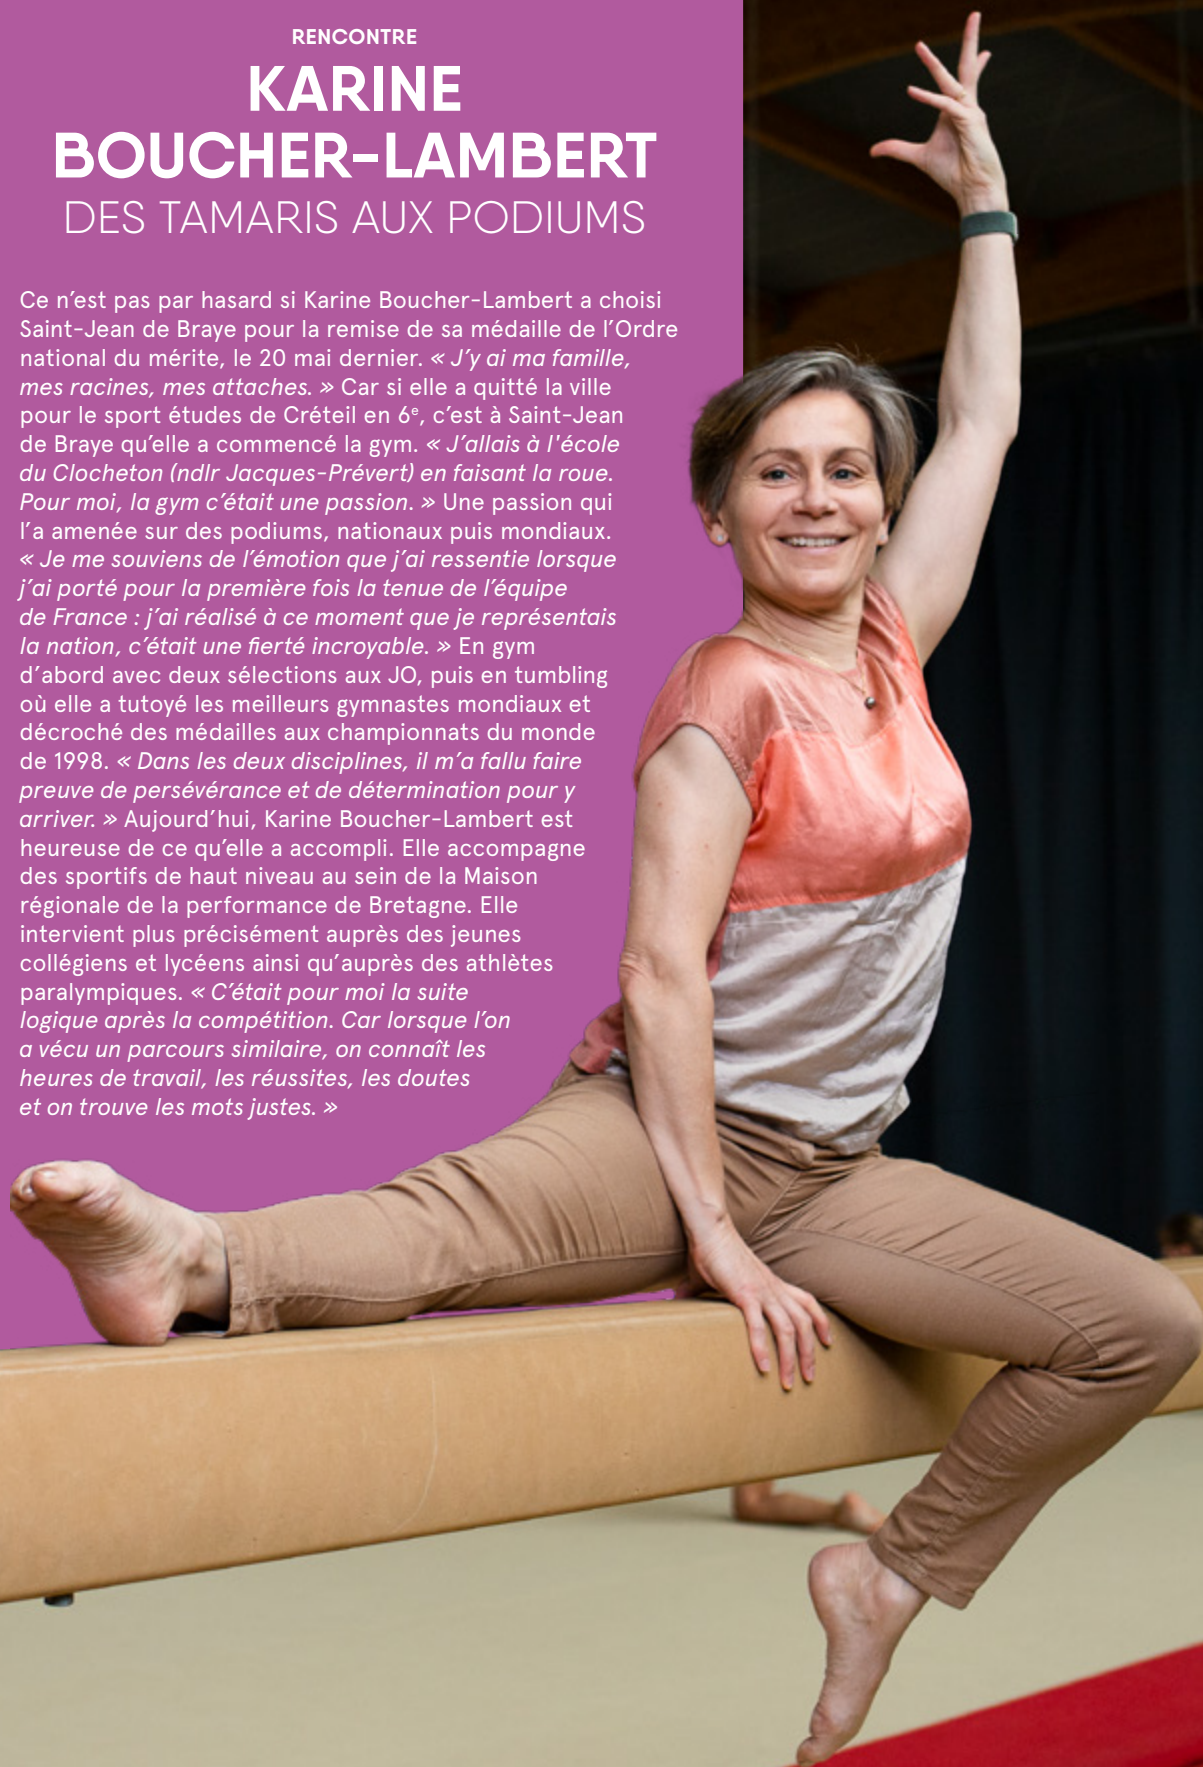 RENCONTRE
KARINE
BOUCHER-LAMBERT
DES TAMARIS AUX PODIUMS
Ce n’est pas par hasard si Karine Boucher-Lambert a choisi
Saint-Jean de Braye pour la remise de sa médaille de l’Ordre
national du mérite, le 20 mai dernier. « J’y ai ma famille,
mes racines, mes attaches. » Car si elle a quitté la ville
pour le sport études de Créteil en 6ᵉ, c’est à Saint-Jean
de Braye qu’elle a commencé la gym. « J’allais à l'école
du Clocheton (ndlr Jacques-Prévert) en faisant la roue.
Pour moi, la gym c’était une passion. » Une passion qui
l’a amenée sur des podiums, nationaux puis mondiaux.
« Je me souviens de l’émotion que j’ai ressentie lorsque
j’ai porté pour la première fois la tenue de l’équipe
de France : j’ai réalisé à ce moment que je représentais
la nation, c’était une fierté incroyable. » En gym
d’abord avec deux sélections aux JO, puis en tumbling
où elle a tutoyé les meilleurs gymnastes mondiaux et
décroché des médailles aux championnats du monde
de 1998. « Dans les deux disciplines, il m’a fallu faire
preuve de persévérance et de détermination pour y
arriver. » Aujourd’hui, Karine Boucher-Lambert est
heureuse de ce qu’elle a accompli. Elle accompagne
des sportifs de haut niveau au sein de la Maison
régionale de la performance de Bretagne. Elle
intervient plus précisément auprès des jeunes
collégiens et lycéens ainsi qu’auprès des athlètes
paralympiques. « C’était pour moi la suite
logique après la compétition. Car lorsque l’on
a vécu un parcours similaire, on connaît les
heures de travail, les réussites, les doutes
et on trouve les mots justes. »